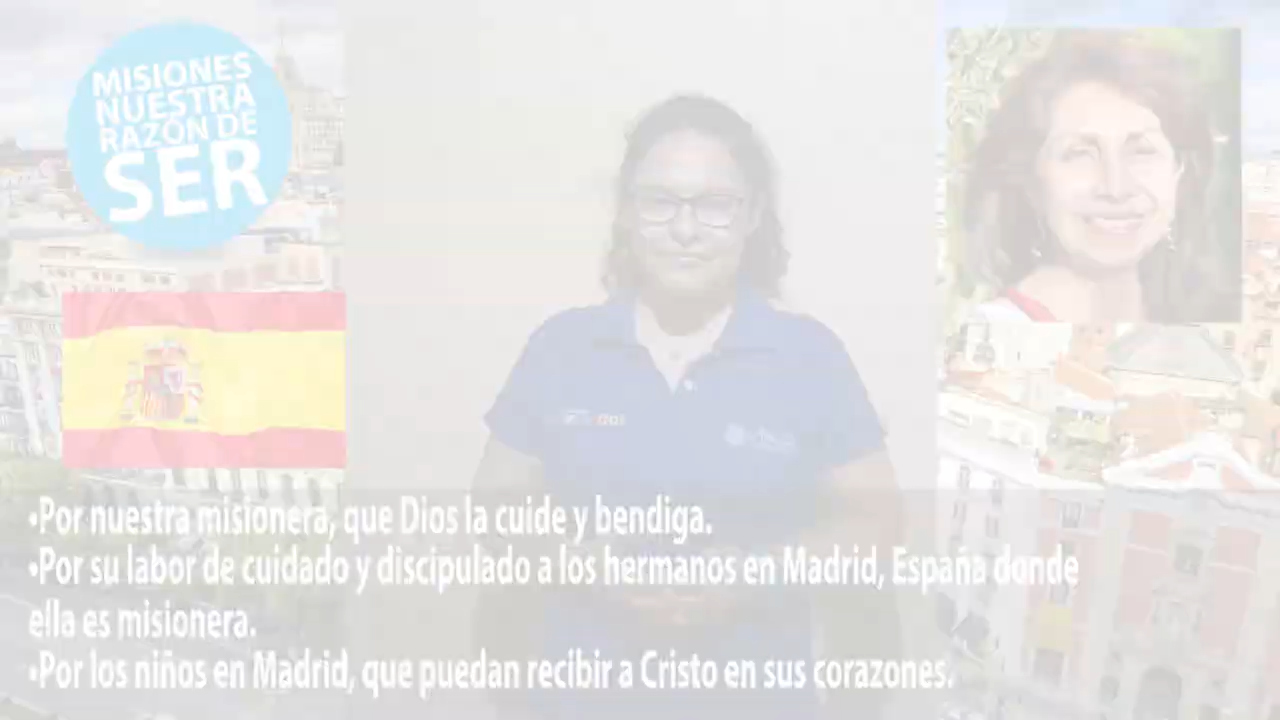 MISIONES
NUESTRA
RAZÓN DE
SER
•Por nuestra misionera, que Dios la cuide y bendiga.
•Por su labor de cuidado y discipulado a los hermanos en Madrid, España donde
ella es misionera.
•Por los niños en Madrid, que puedan recibir a Cristo en sus corazones.